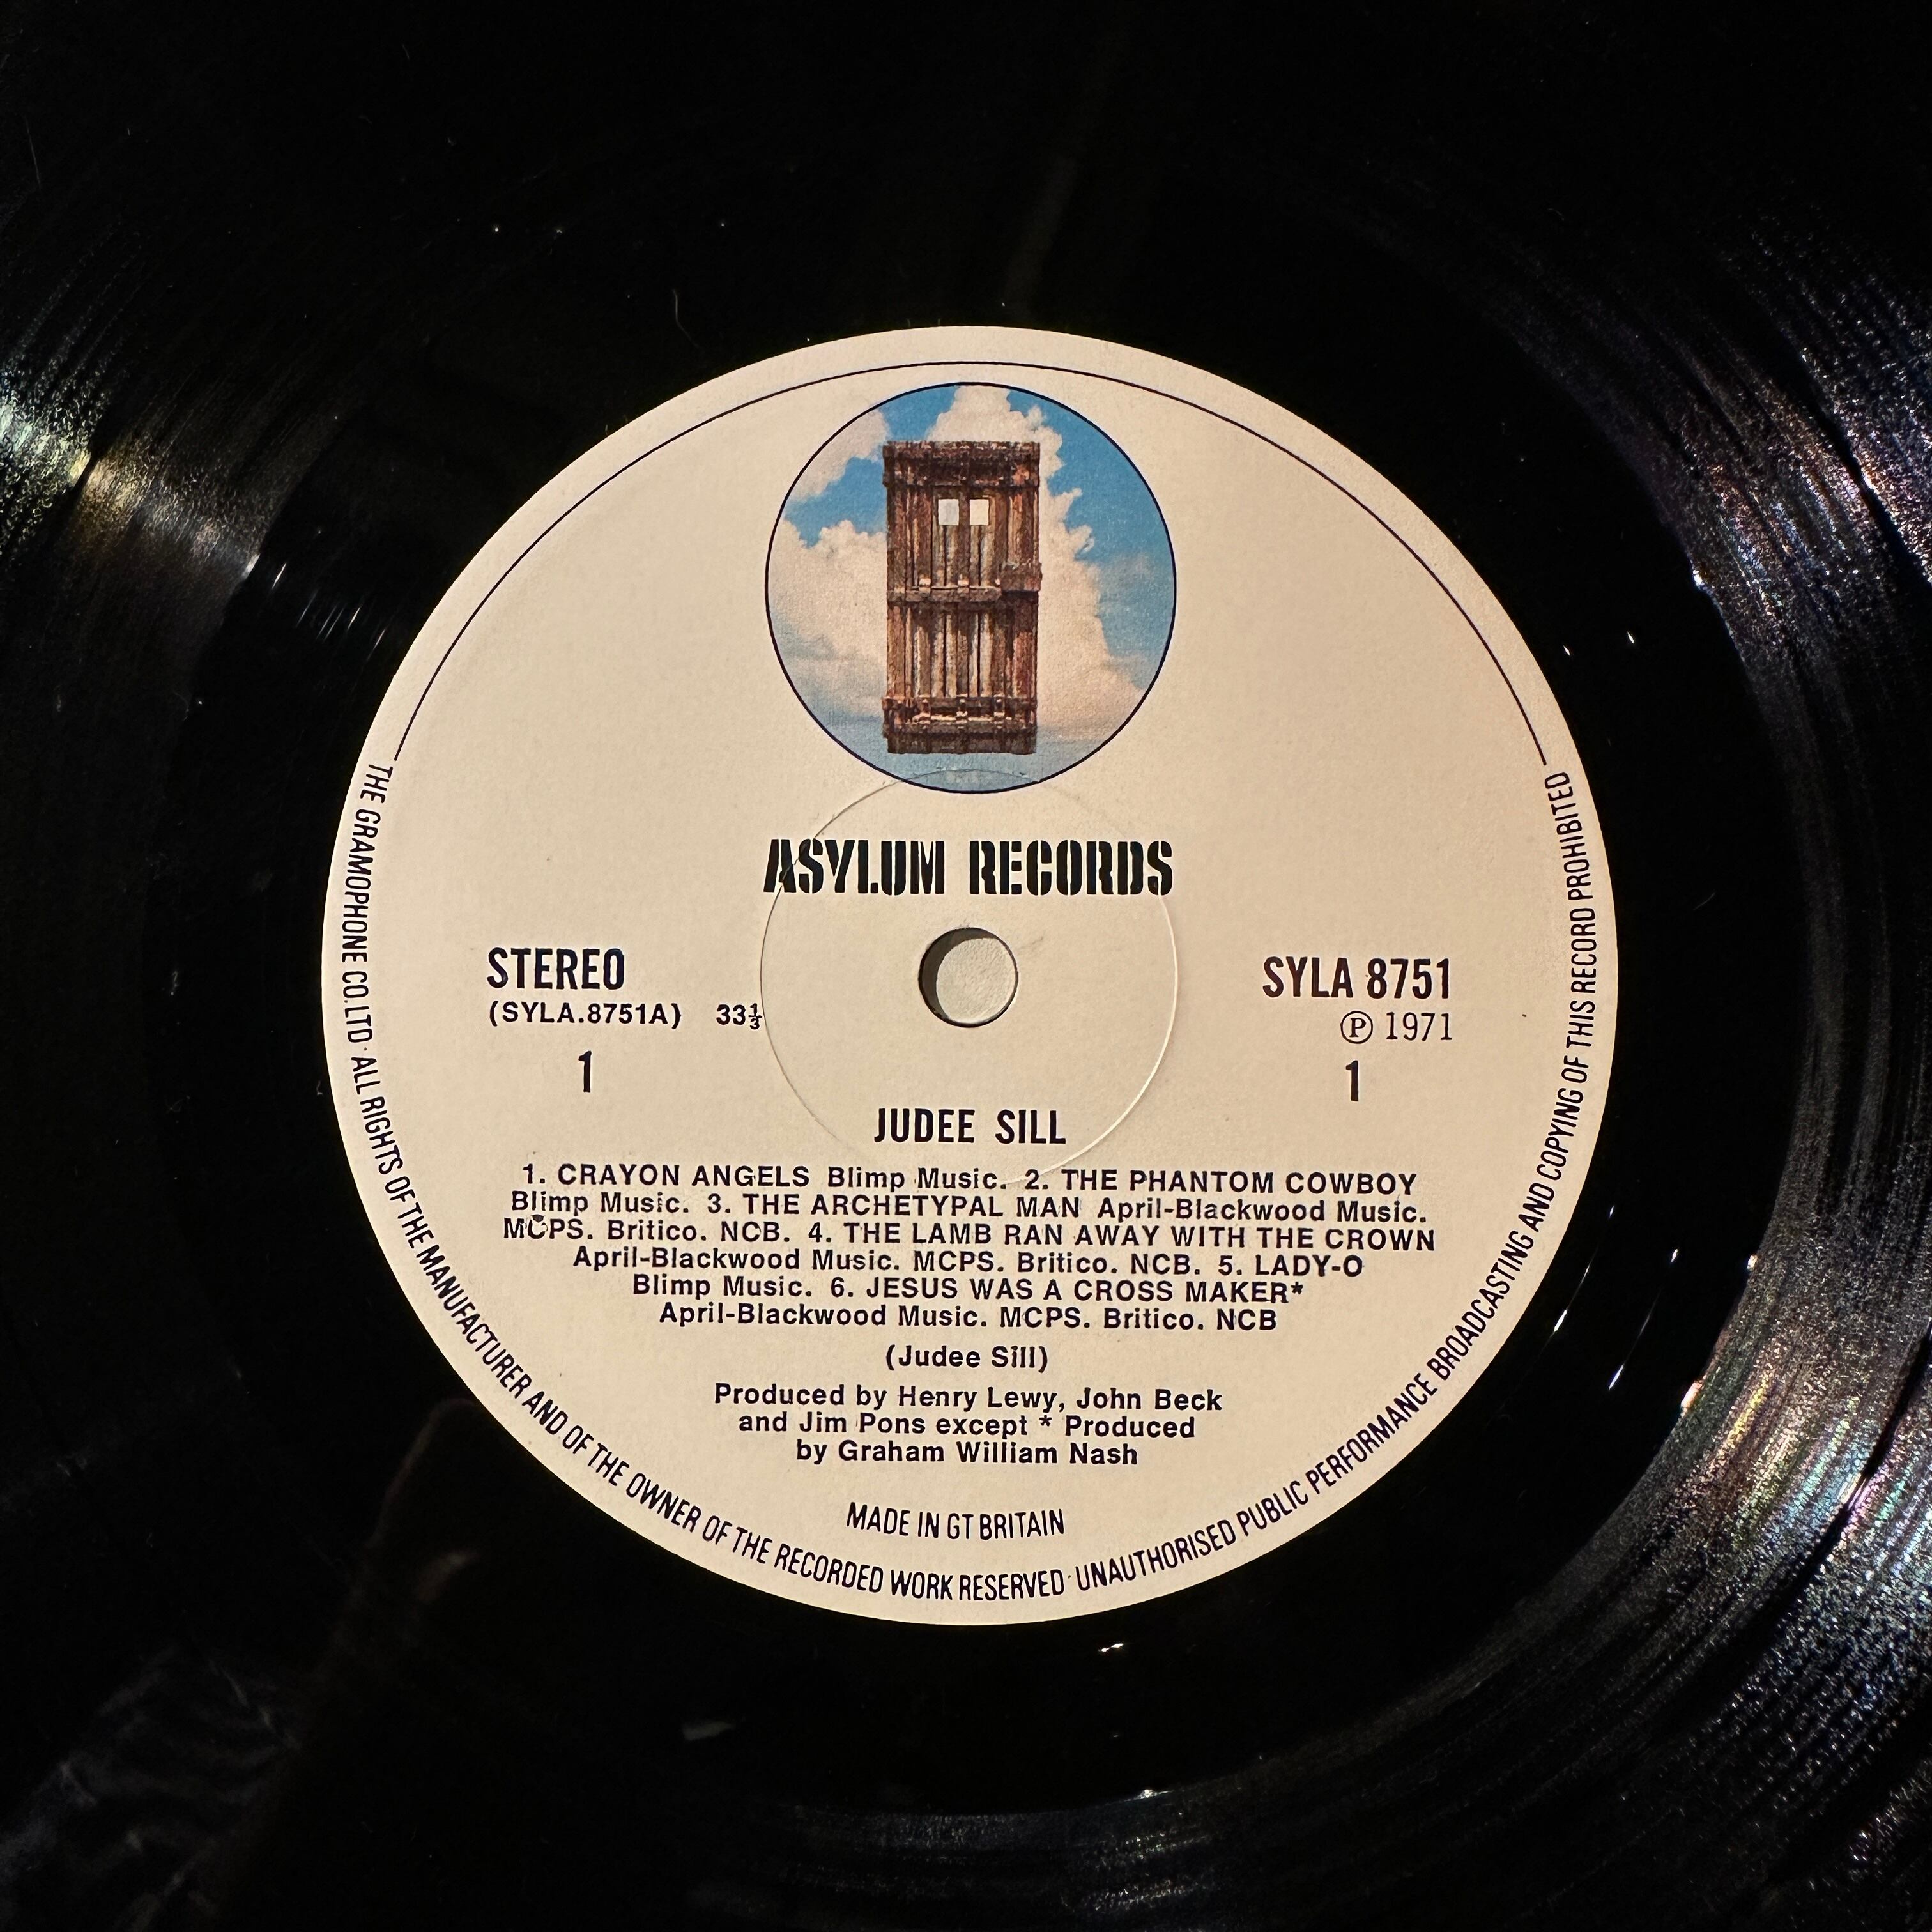 ASYLUM RECORDS
STEREO
(SYLA.8751A) 33⅓
1
SYLA 8751
Ⓟ 1971
1
JUDEE SILL
1. CRAYON ANGELS Blimp Music. 2. THE PHANTOM COWBOY
Blimp Music. 3. THE ARCHETYPAL MAN April-Blackwood Music.
MCPS. Britico. NCB. 4. THE LAMB RAN AWAY WITH THE CROWN
April-Blackwood Music. MCPS. Britico. NCB. 5. LADY-O
Blimp Music. 6. JESUS WAS A CROSS MAKER*
April-Blackwood Music. MCPS. Britico. NCB
(Judee Sill)
Produced by Henry Lewy, John Beck
and Jim Pons except * Produced
by Graham William Nash
MADE IN GT BRITAIN
THE GRAMOPHONE CO. LTD · ALL RIGHTS OF THE MANUFACTURER AND OF THE OWNER OF THE RECORDED WORK RESERVED · UNAUTHORISED PUBLIC PERFORMANCE BROADCASTING AND COPYING OF THIS RECORD PROHIBITED